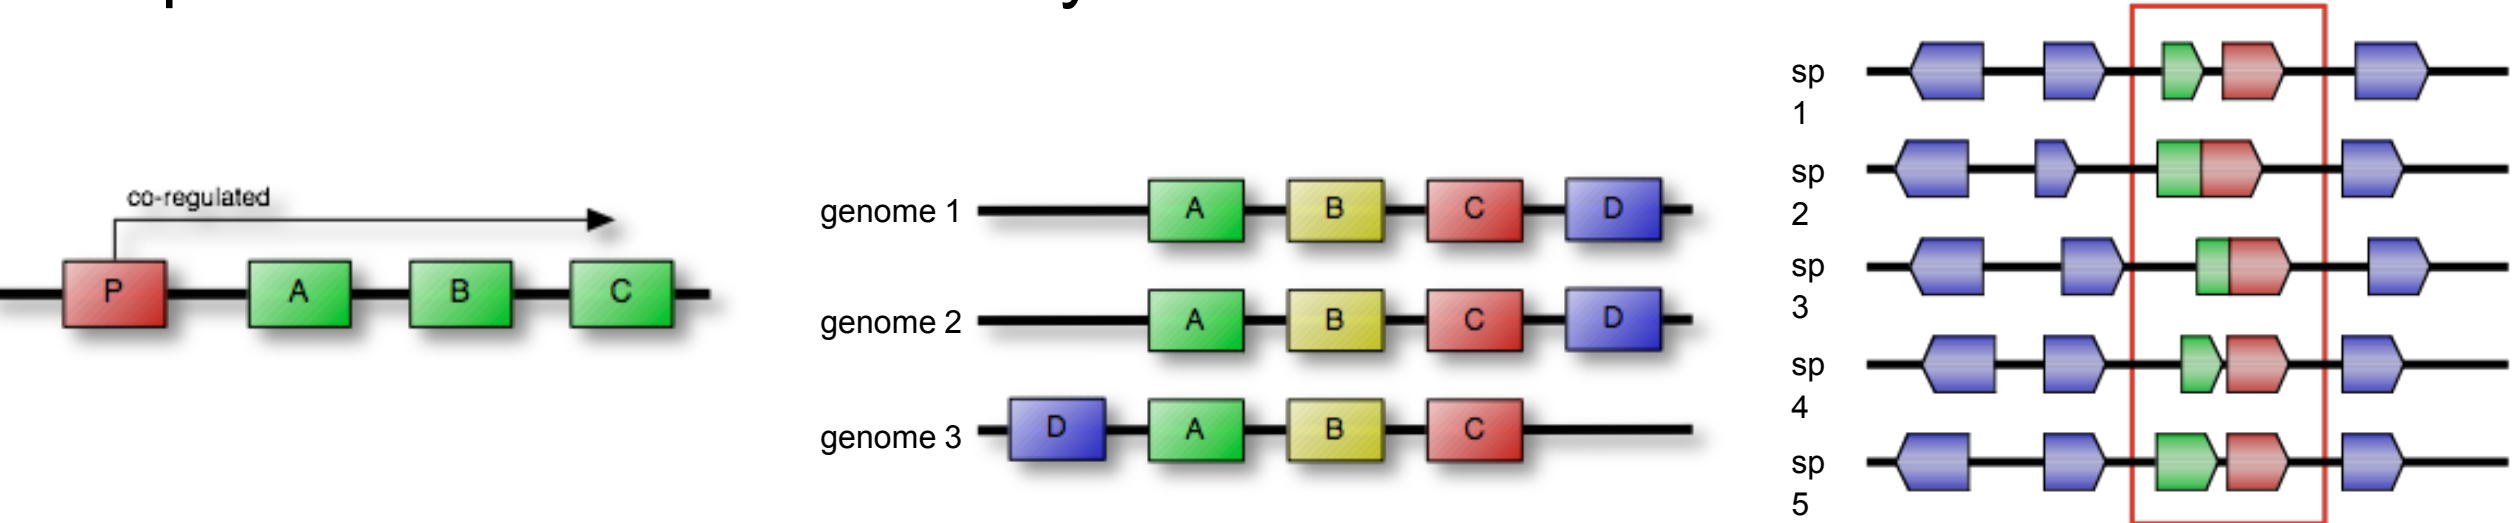 co-regulated
P A B C
genome 1 A B C D
genome 2 A B C D
genome 3 D A B C
sp
1
sp
2
sp
3
sp
4
sp
5